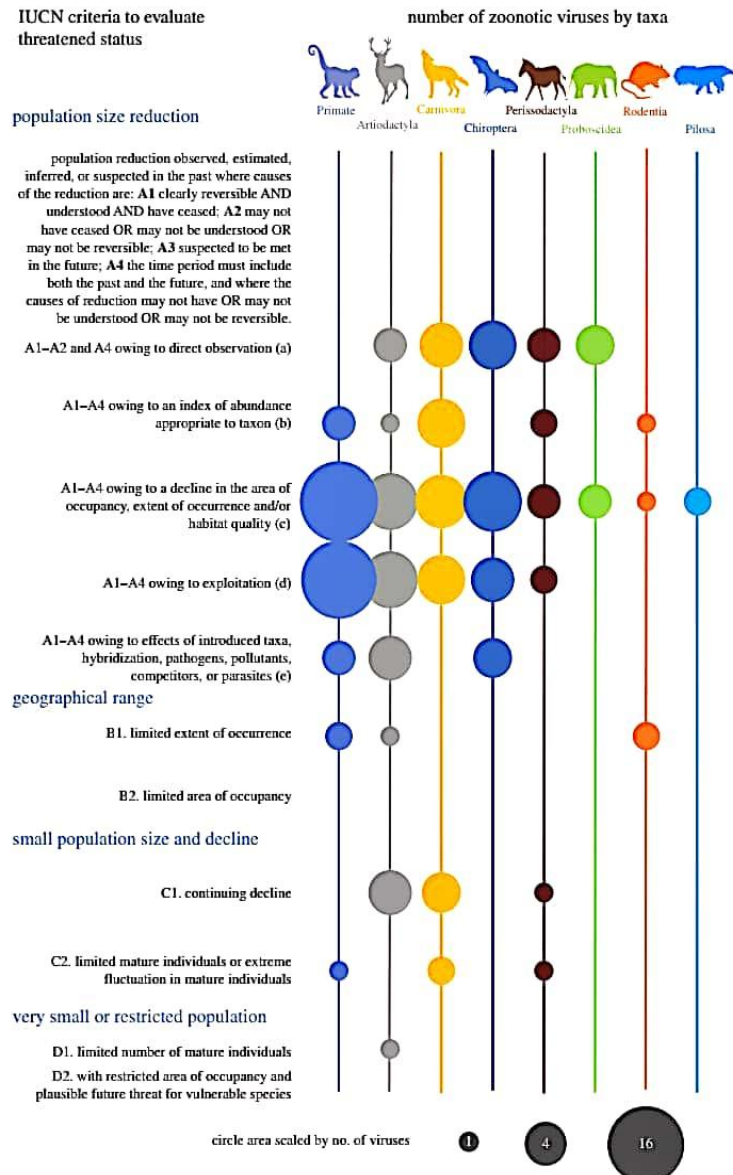 IUCN criteria to evaluate
threatened status
number of zoonotic viruses by taxa
Primate
Artiodactyla
Carnivora
Chiroptera
Perissodactyla
Proboscidea
Rodentia
Pilosa
population size reduction
population reduction observed, estimated,
inferred, or suspected in the past where causes
of the reduction are: A1 clearly reversible AND
understood AND have ceased; A2 may not
have ceased OR may not be understood OR
may not be reversible; A3 suspected to be met
in the future; A4 the time period must include
both the past and the future, and where the
causes of reduction may not have OR may not
be understood OR may not be reversible.
A1–A2 and A4 owing to direct observation (a)
A1–A4 owing to an index of abundance
appropriate to taxon (b)
A1–A4 owing to a decline in the area of
occupancy, extent of occurrence and/or
habitat quality (c)
A1–A4 owing to exploitation (d)
A1–A4 owing to effects of introduced taxa,
hybridization, pathogens, pollutants,
competitors, or parasites (e)
geographical range
B1. limited extent of occurrence
B2. limited area of occupancy
small population size and decline
C1. continuing decline
C2. limited mature individuals or extreme
fluctuation in mature individuals
very small or restricted population
D1. limited number of mature individuals
D2. with restricted area of occupancy and
plausible future threat for vulnerable species
circle area scaled by no. of viruses
1
4
16